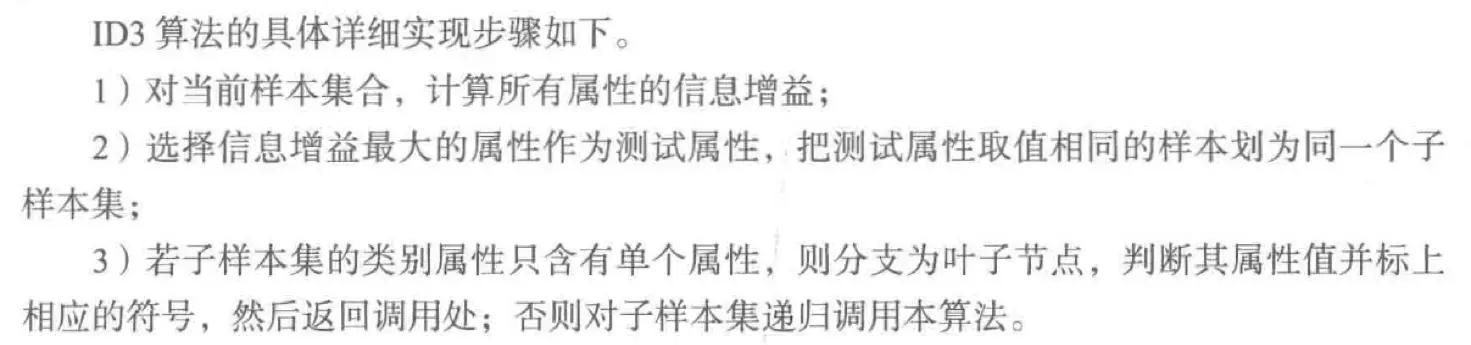 ID3 算法的具体详细实现步骤如下。
1）对当前样本集合，计算所有属性的信息增益；
2）选择信息增益最大的属性作为测试属性，把测试属性取值相同的样本划为同一个子
样本集；
3）若子样本集的类别属性只含有单个属性，则分支为叶子节点，判断其属性值并标上
相应的符号，然后返回调用处；否则对子样本集递归调用本算法。